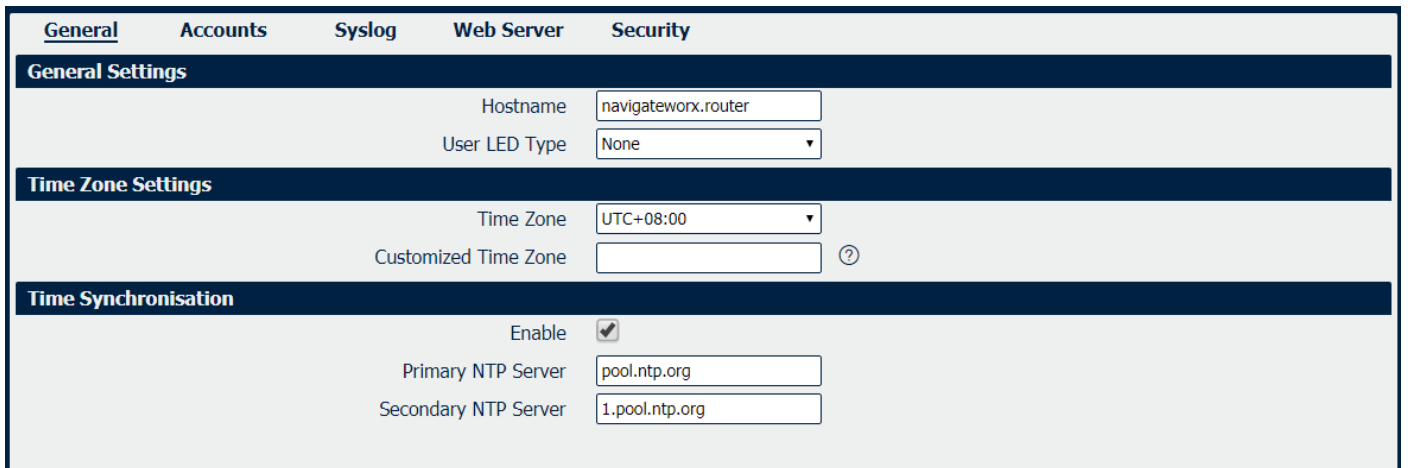 General Accounts Syslog Web Server Security
General Settings
Hostname navigateworx.router
User LED Type None
Time Zone Settings
Time Zone UTC+08:00
Customized Time Zone ?
Time Synchronisation
Enable
Primary NTP Server pool.ntp.org
Secondary NTP Server 1.pool.ntp.org